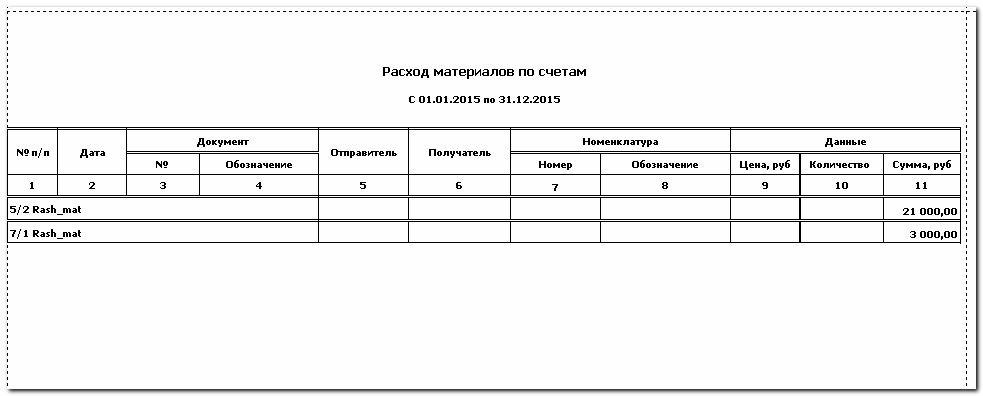 Расход материалов по счетам
С 01.01.2015 по 31.12.2015
№ п/п Дата Документ Отправитель Получатель Номенклатура Данные
№ Обозначение Номер Обозначение Цена, руб Количество Сумма, руб
1 2 3 4 5 6 7 8 9 10 11
5/2 Rash_mat 21 000,00
7/1 Rash_mat 3 000,00